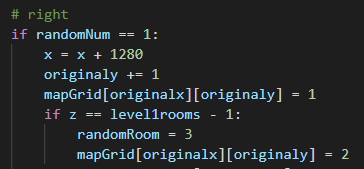 # right
if randomNum == 1:
    x = x + 1280
    originaly += 1
    mapGrid[originalx][originaly] = 1
    if z == level1rooms - 1:
        randomRoom = 3
        mapGrid[originalx][originaly] = 2